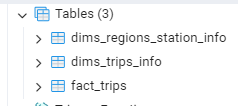 Tables (3)
dims_regions_station_info
dims_trips_info
fact_trips